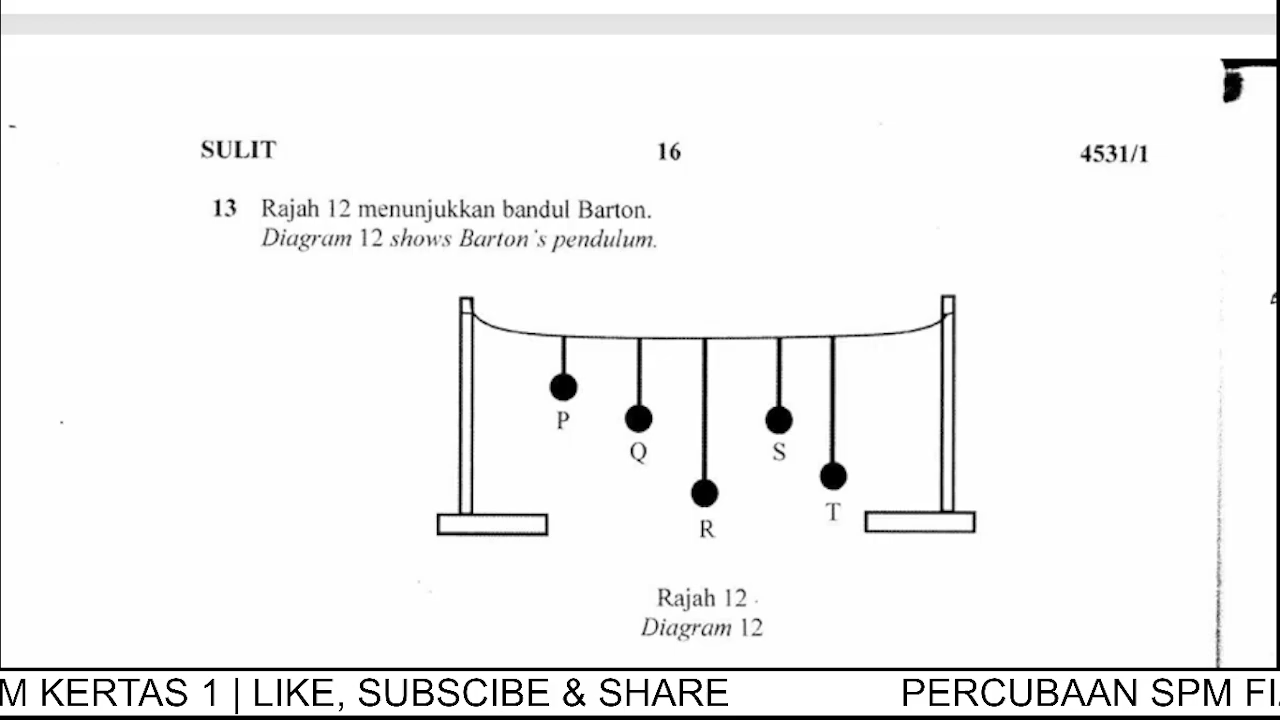 SULIT 16 4531/1
13 Rajah 12 menunjukkan bandul Barton.
Diagram 12 shows Barton's pendulum.
P
Q
S
T
R
Rajah 12
Diagram 12
M KERTAS 1 | LIKE, SUBSCIBE & SHARE PERCUBAAN SPM FI